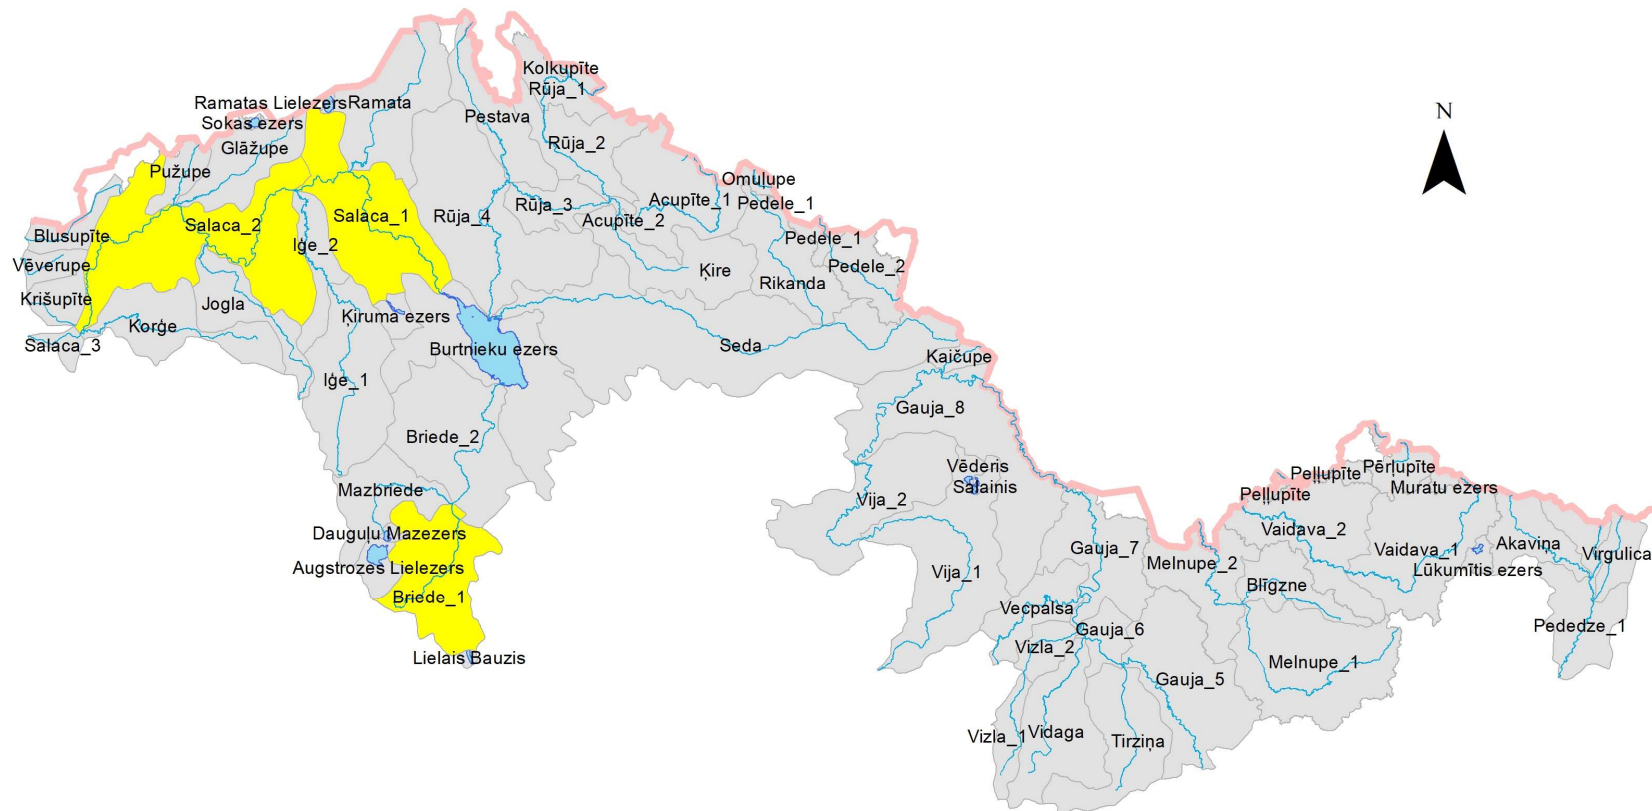 Kolkupīte
Rūja_1
Ramatas Lielezers
Ramata
Sokas ezers
Pestava
N
Glāžupe
Rūja_2
Pužupe
Omuļupe
Acupīte_1
Pedele_1
Rūja_3
Salaca_1
Rūja_4
Acupīte_2
Salaca_2
Blusupīte
Iģe_2
Pedele_1
Vēverupe
Pedele_2
Ķire
Rikanda
Krišupīte
Jogla
Ķiruma ezers
Korģe
Salaca_3
Burtnieku ezers
Seda
Kaičupe
Iģe_1
Gauja_8
Briede_2
Vēderis
Salainis
Peļļupīte
Pērļupīte
Muratu ezers
Mazbriede
Peļļupīte
Vija_2
Dauguļu Mazezers
Vaidava_2
Gauja_7
Vaidava_1
Akaviņa
Virgulica
Augstrozes Lielezers
Vija_1
Melnupe_2
Lūkumītis ezers
Blīgzne
Briede_1
Vecpalsa
Gauja_6
Pededze_1
Vizla_2
Lielais Bauzis
Melnupe_1
Gauja_5
Vizla_1
Vidaga
Tirziņa